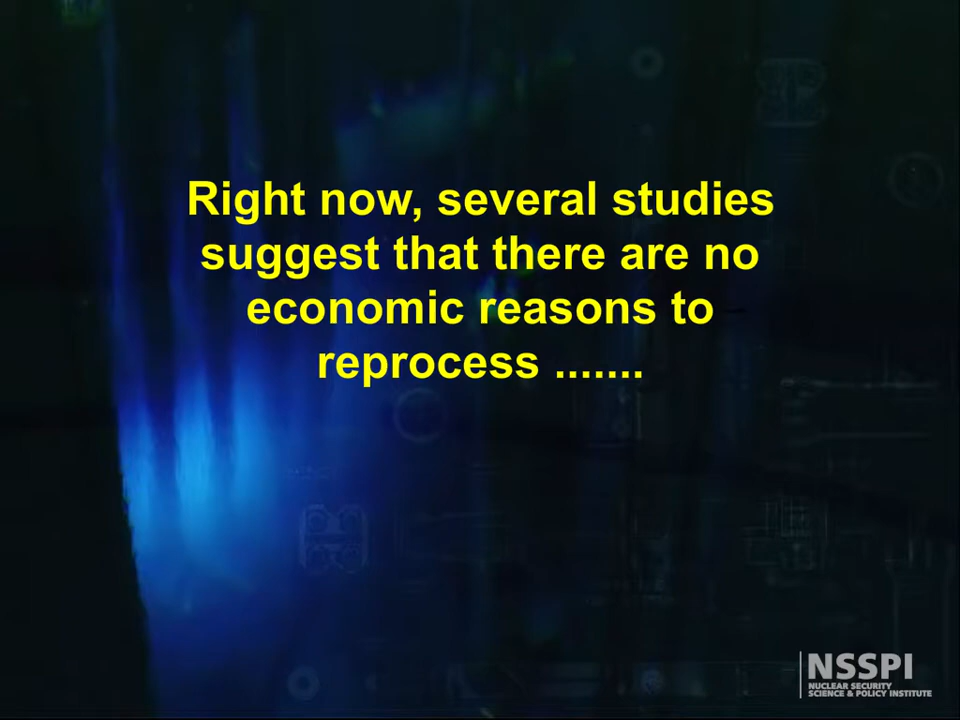 Right now, several studies
suggest that there are no
economic reasons to
reprocess .......
NSSPI
NUCLEAR SECURITY
SCIENCE & POLICY INSTITUTE